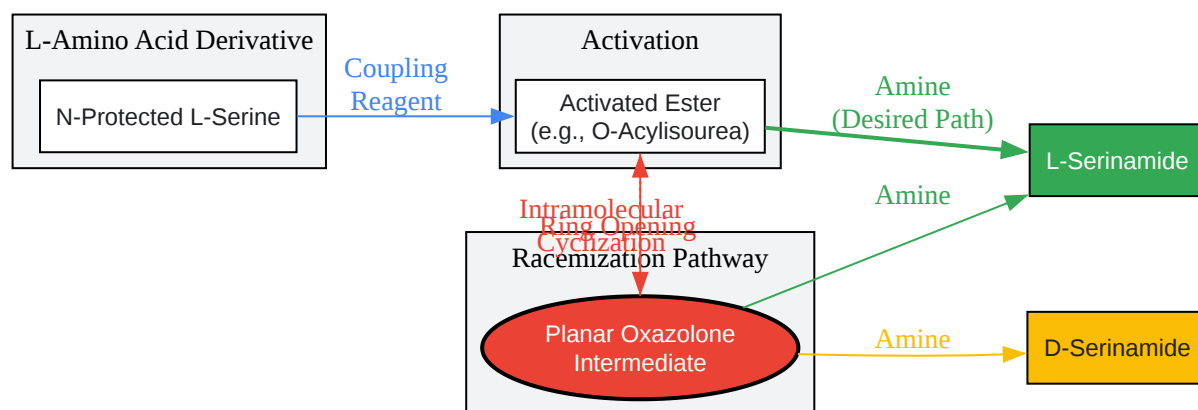 L-Amino Acid Derivative
N-Protected L-Serine
Coupling
Reagent
Activation
Activated Ester
(e.g., O-Acylisourea)
Amine
(Desired Path)
L-Serinamide
Amine
Intramolecular
Cyclization
Ring Opening
Racemization Pathway
Planar Oxazolone
Intermediate
Amine
D-Serinamide